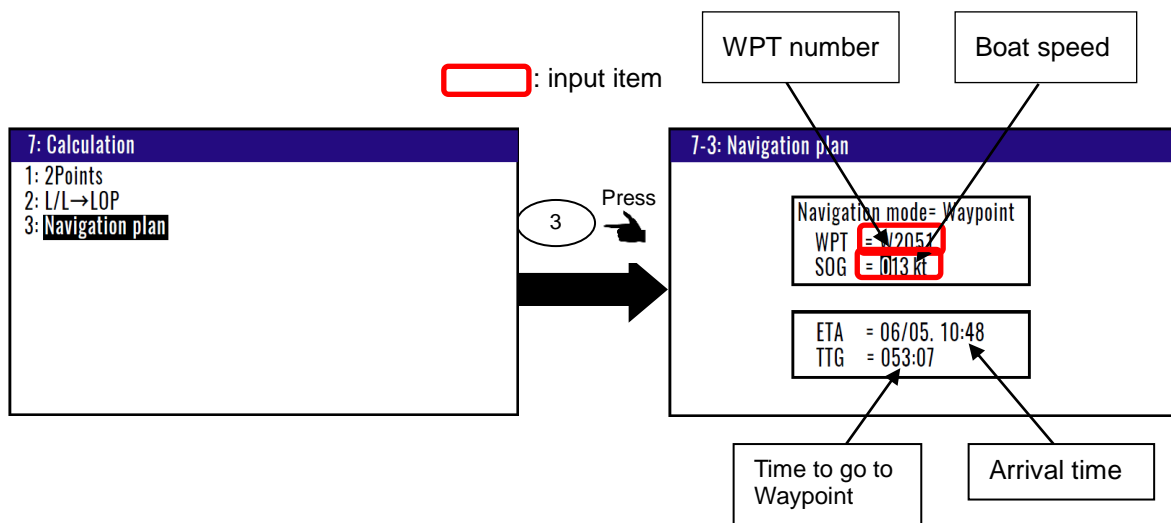 WPT number
Boat speed
: input item
7: Calculation
1: 2Points
2: L/L→LOP
3: Navigation plan
3
Press
7-3: Navigation plan
Navigation mode= Waypoint
WPT = W2051
SOG = 013 kt
ETA = 06/05. 10:48
TTG = 053:07
Time to go to
Waypoint
Arrival time